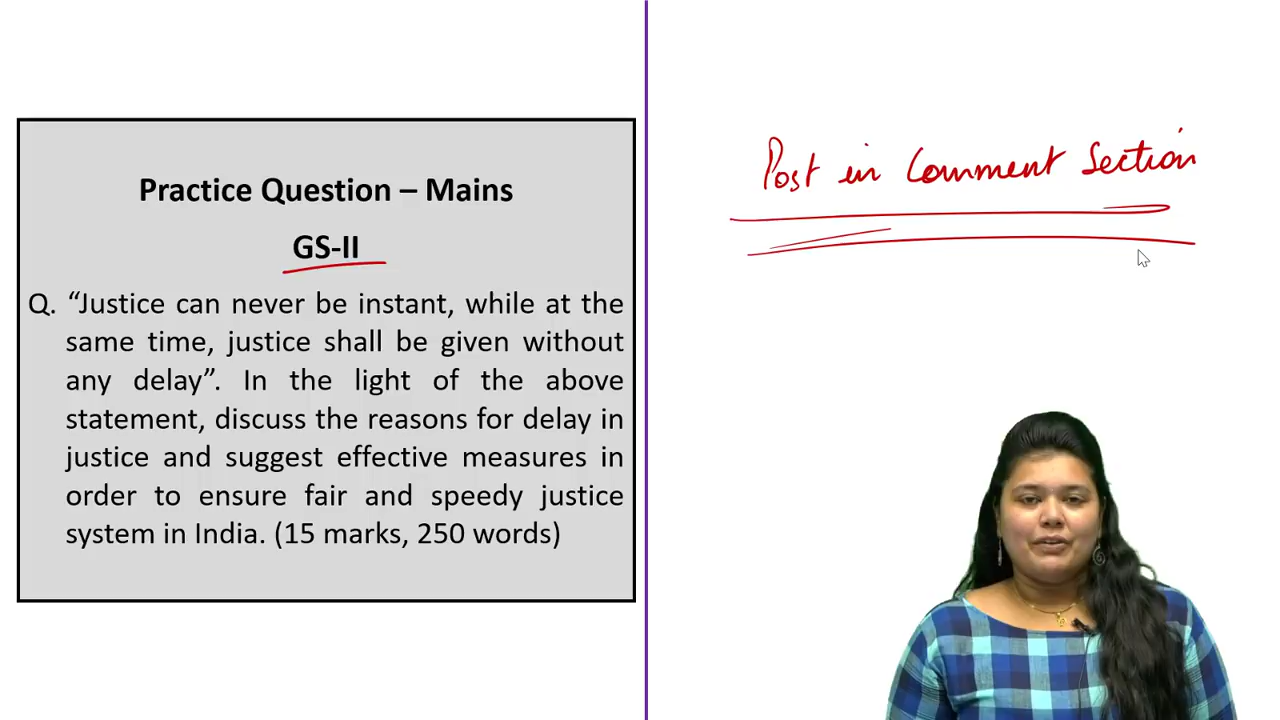 Practice Question – Mains
GS-II
Q. “Justice can never be instant, while at the
same time, justice shall be given without
any delay”. In the light of the above
statement, discuss the reasons for delay in
justice and suggest effective measures in
order to ensure fair and speedy justice
system in India. (15 marks, 250 words)
Post in Comment Section